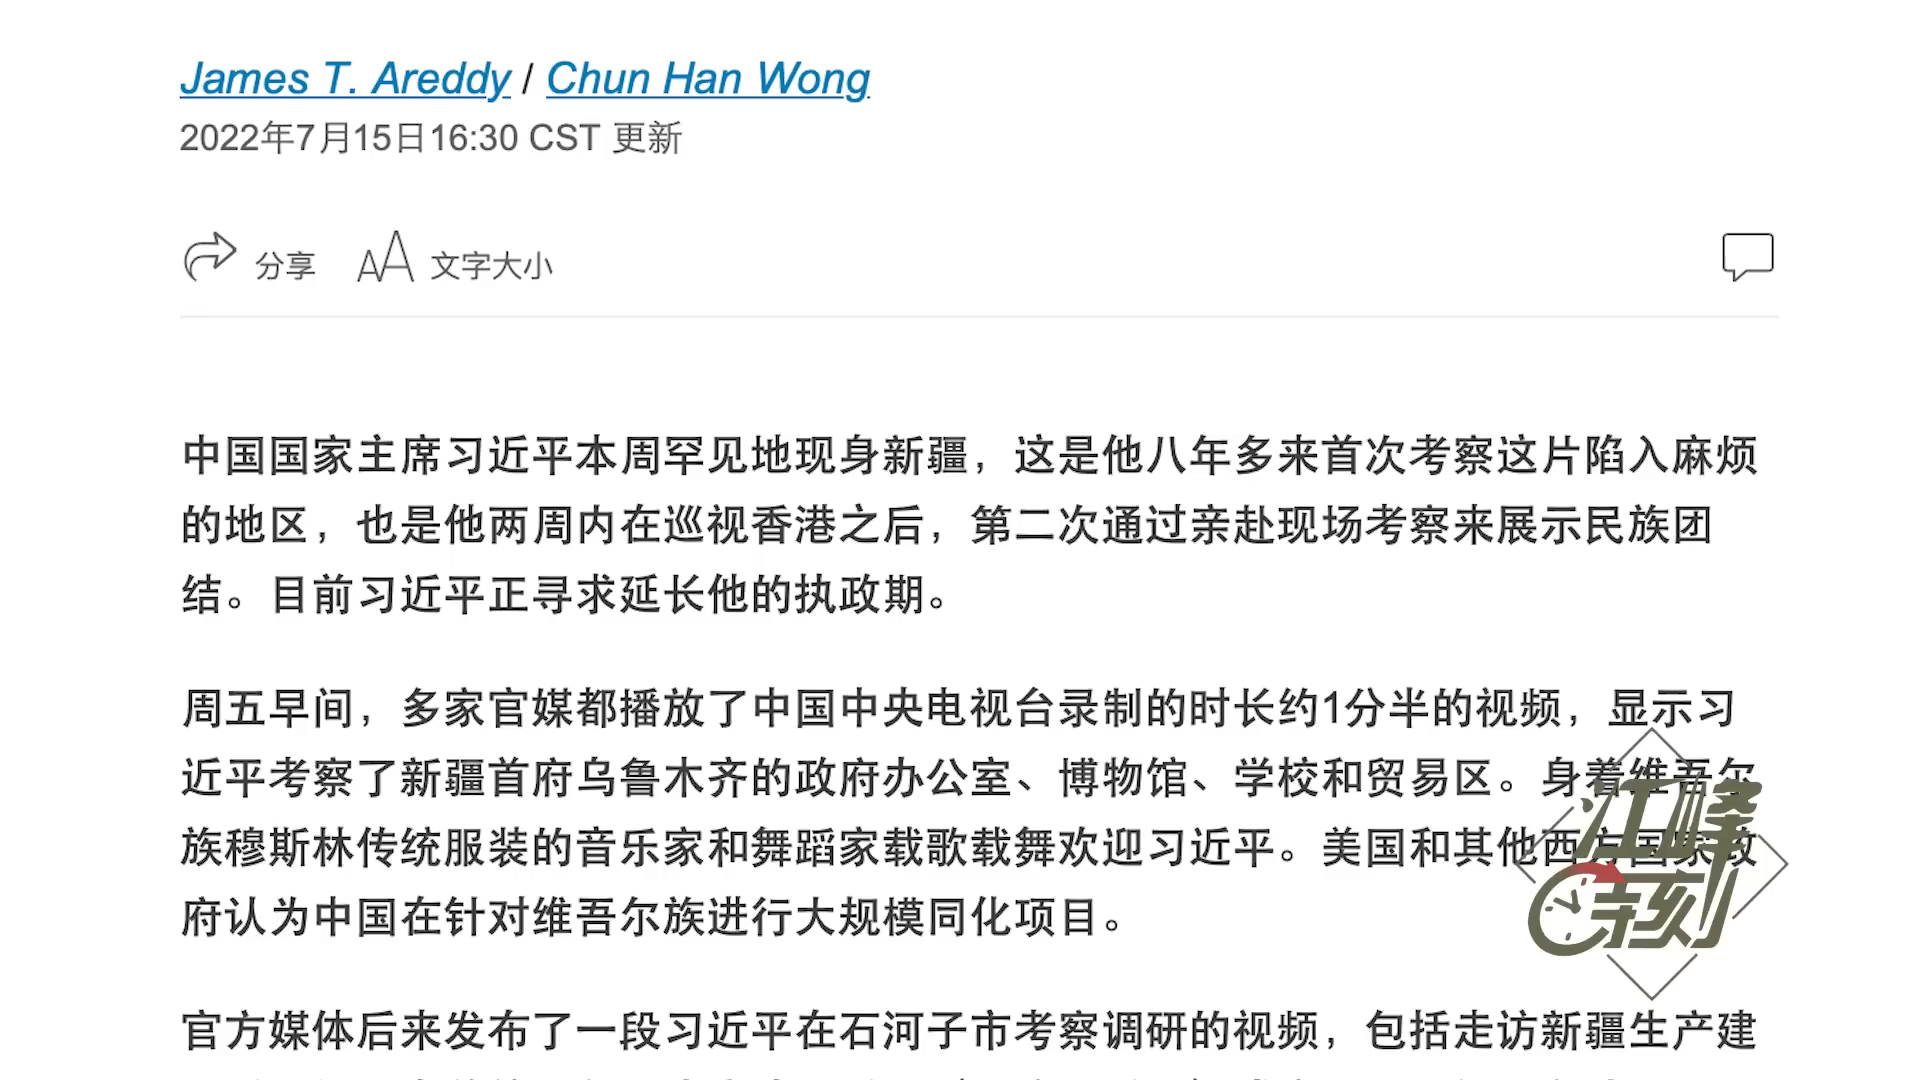 James T. Areddy / Chun Han Wong
2022年7月15日16:30 CST 更新
分享 AA 文字大小
中国国家主席习近平本周罕见地现身新疆，这是他八年多来首次考察这片陷入麻烦
的地区，也是他两周内在巡视香港之后，第二次通过亲赴现场考察来展示民族团
结。目前习近平正寻求延长他的执政期。
周五早间，多家官媒都播放了中国中央电视台录制的时长约1分半的视频，显示习
近平考察了新疆首府乌鲁木齐的政府办公室、博物馆、学校和贸易区。身着维吾尔
族穆斯林传统服装的音乐家和舞蹈家载歌载舞欢迎习近平。美国和其他西方国家政
府认为中国在针对维吾尔族进行大规模同化项目。
江峰
时刻
官方媒体后来发布了一段习近平在石河子市考察调研的视频，包括走访新疆生产建